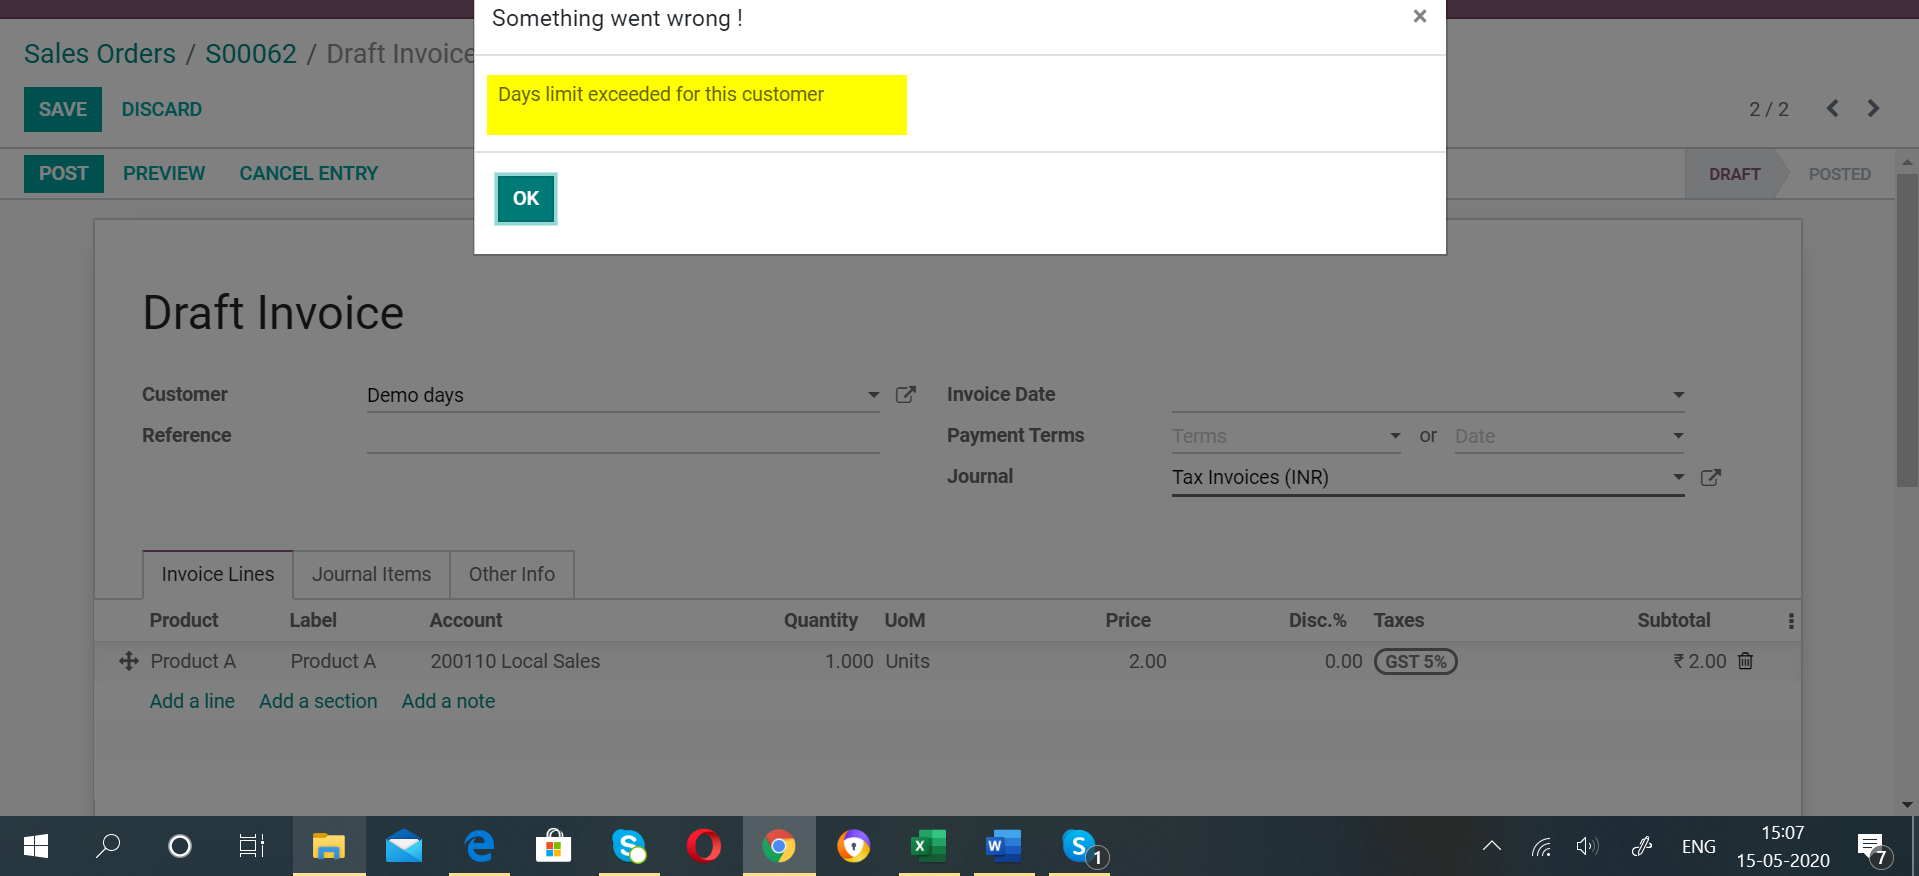 Something went wrong !
×
Sales Orders / S00062 / Draft Invoice
Days limit exceeded for this customer
SAVE DISCARD
2 / 2
POST PREVIEW CANCEL ENTRY
DRAFT POSTED
OK
Draft Invoice
Customer Demo days Invoice Date
Reference Payment Terms Terms or Date
Journal Tax Invoices (INR)
Invoice Lines Journal Items Other Info
Product Label Account Quantity UoM Price Disc.% Taxes Subtotal
Product A Product A 200110 Local Sales 1.000 Units 2.00 0.00 GST 5% ₹ 2.00
Add a line Add a section Add a note
ENG
15:07
15-05-2020
1
7